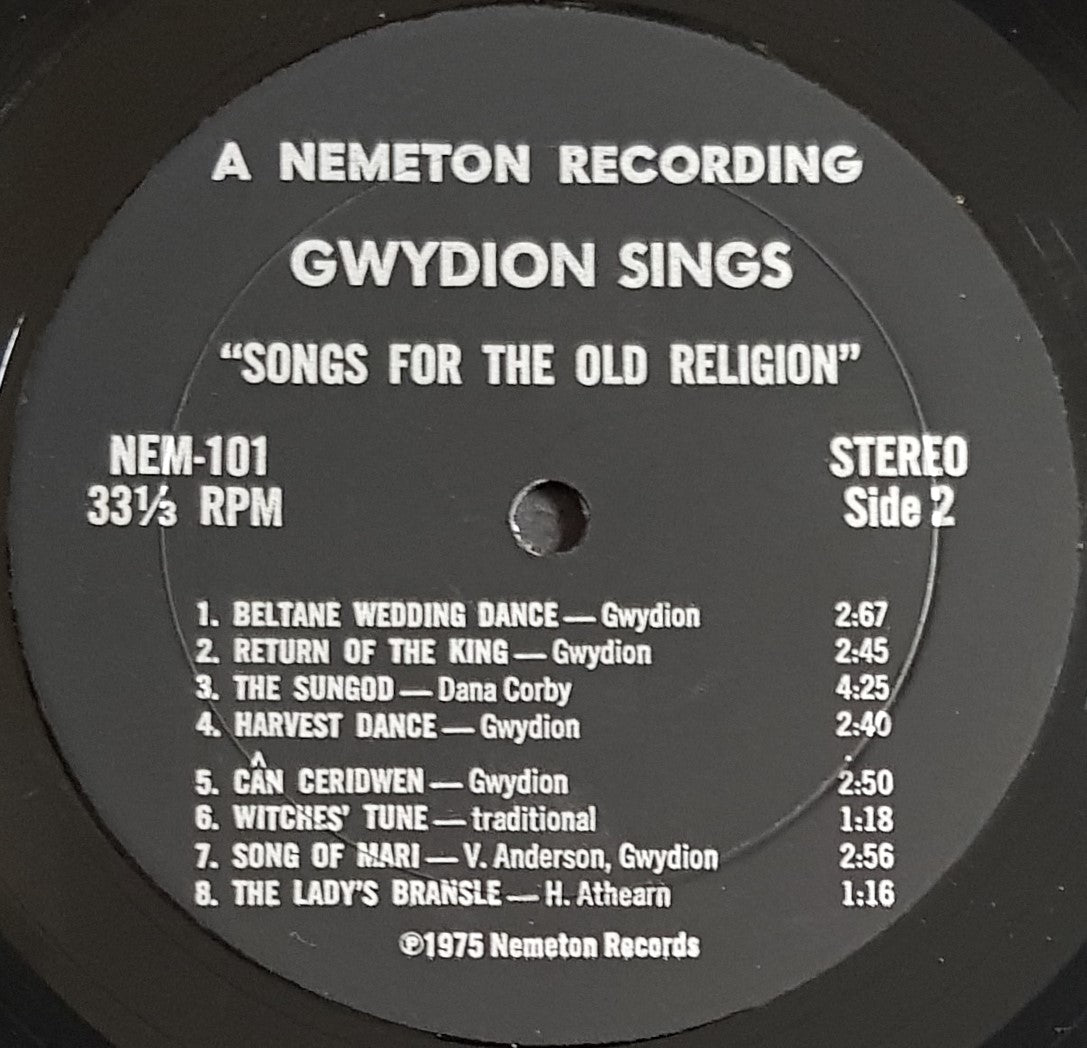 A NEMETON RECORDING
GWYDION SINGS
“SONGS FOR THE OLD RELIGION”
NEM-101 STEREO
33⅓ RPM Side 2
1. BELTANE WEDDING DANCE — Gwydion 2:67
2. RETURN OF THE KING — Gwydion 2:45
3. THE SUNGOD — Dana Corby 4:25
4. HARVEST DANCE — Gwydion 2:40
5. CÂN CERIDWEN — Gwydion 2:50
6. WITCHES’ TUNE — traditional 1:18
7. SONG OF MARI — V. Anderson, Gwydion 2:56
8. THE LADY’S BRANSLE — H. Athearn 1:16
℗1975 Nemeton Records